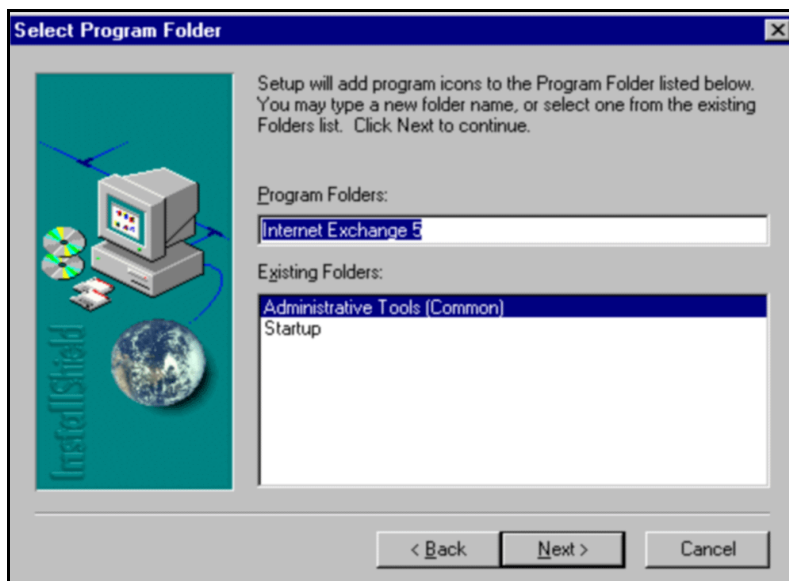 Select Program Folder
Setup will add program icons to the Program Folder listed below.
You may type a new folder name, or select one from the existing
Folders list. Click Next to continue.
Program Folders:
Internet Exchange 5
Existing Folders:
Administrative Tools (Common)
Startup
InstallShield
< Back
Next >
Cancel